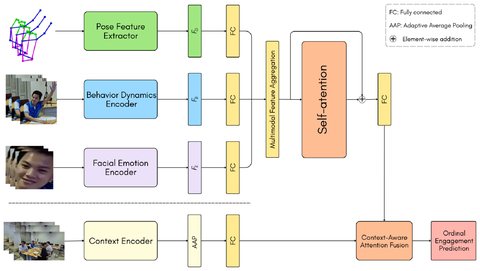 FC: Fully connected
AAP: Adaptive Average Pooling
Element-wise addition
Pose Feature
Extractor
FC
Behavior Dynamics
Encoder
FC
Facial Emotion
Encoder
FC
Multimodal Feature Aggregation
Self-atention
FC
Context Encoder
AAP
FC
Context-Aware
Attention Fusion
Ordinal
Engagement
Prediction